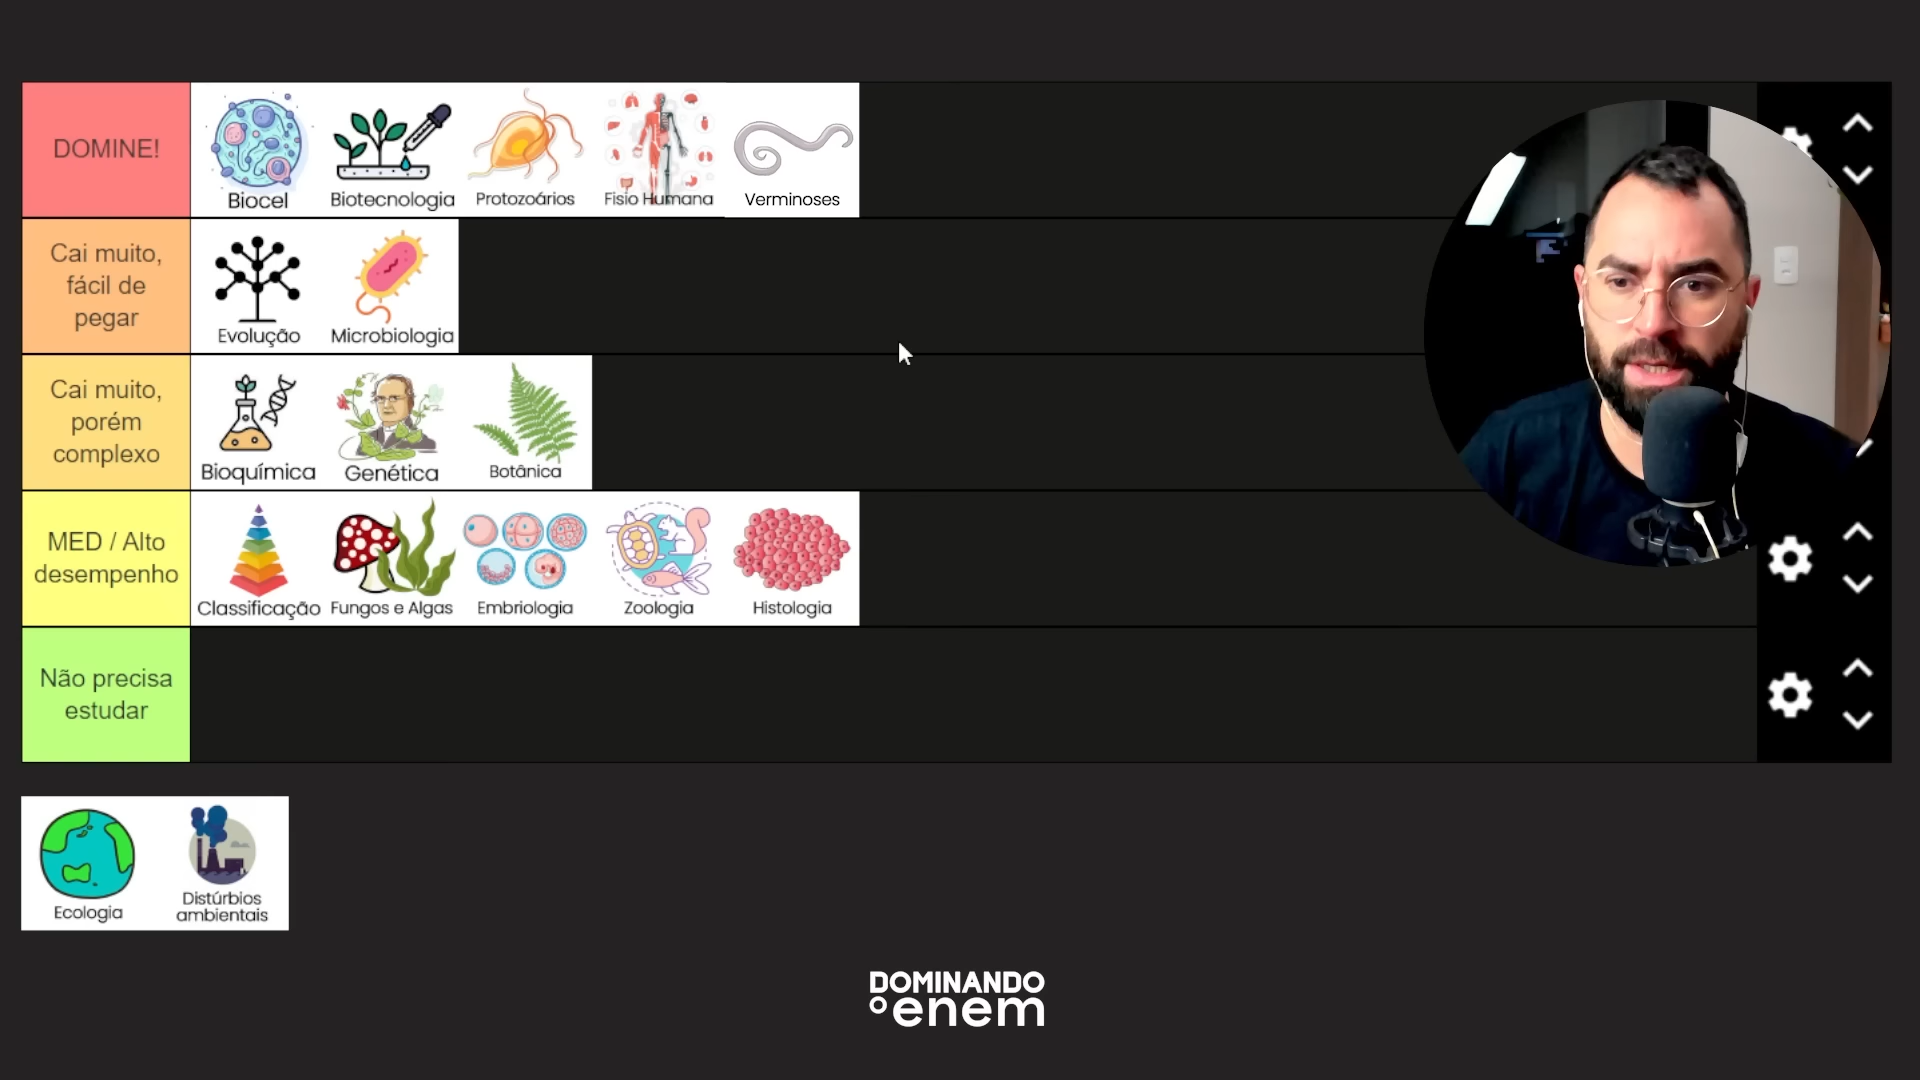 DOMINE!
Biocel
Biotecnologia
Protozoários
Fisio Humana
Verminoses
Cai muito,
fácil de
pegar
Evolução
Microbiologia
Cai muito,
porém
complexo
Bioquímica
Genética
Botânica
MED / Alto
desempenho
Classificação
Fungos e Algas
Embriologia
Zoologia
Histologia
Não precisa
estudar
Ecologia
Distúrbios
ambientais
DOMINANDO
o enem